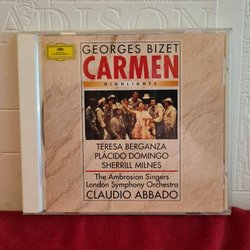 GEORGES BIZET
CARMEN
HIGHLIGHTS
TERESA BERGANZA
PLÁCIDO DOMINGO
SHERRILL MILNES
The Ambrosian Singers
London Symphony Orchestra
CLAUDIO ABBADO